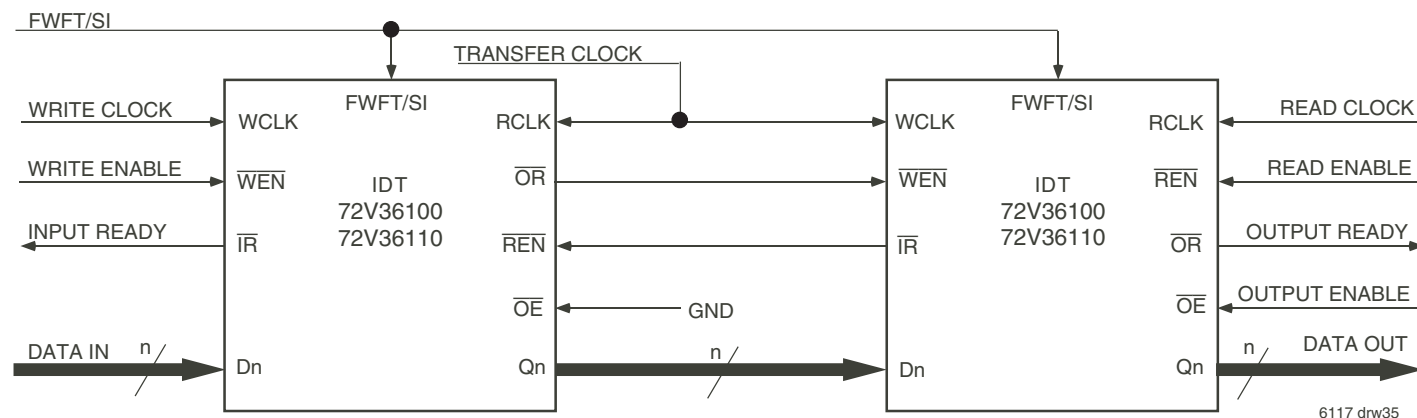 FWFT/SI
TRANSFER CLOCK
FWFT/SI
FWFT/SI
WRITE CLOCK
WCLK
RCLK
WCLK
RCLK
READ CLOCK
WRITE ENABLE
WEN
IDT
OR
WEN
IDT
REN
READ ENABLE
72V36100
72V36100
INPUT READY
IR
72V36110
REN
IR
72V36110
OR
OUTPUT READY
OE
GND
OE
OUTPUT ENABLE
DATA IN
n
Dn
Qn
n
Dn
Qn
n
DATA OUT
6117 drw35